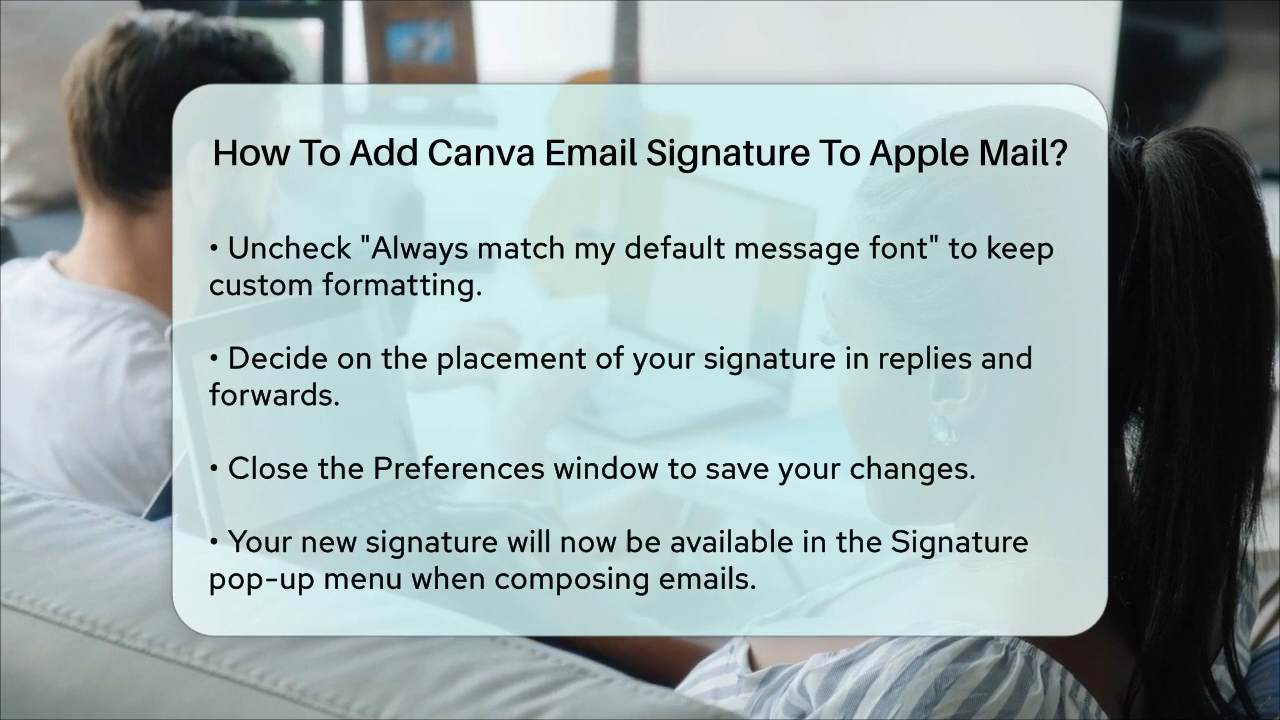 How To Add Canva Email Signature To Apple Mail?
• Uncheck "Always match my default message font" to keep
custom formatting.
• Decide on the placement of your signature in replies and
forwards.
• Close the Preferences window to save your changes.
• Your new signature will now be available in the Signature
pop-up menu when composing emails.